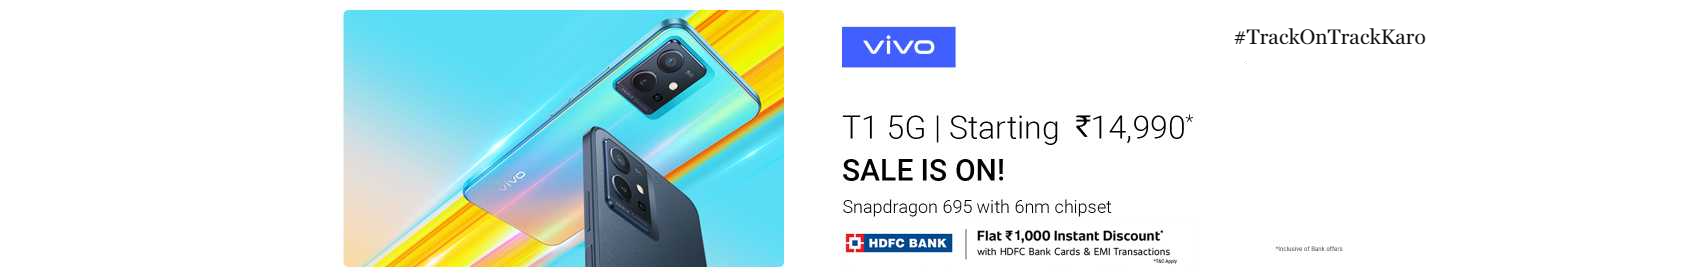 vivo
#TrackOnTrackKaro
vivo
T1 5G | Starting ₹14,990*
SALE IS ON!
Snapdragon 695 with 6nm chipset
HDFC BANK
Flat ₹1,000 Instant Discount*
with HDFC Bank Cards & EMI Transactions
*T&C Apply
*Inclusive of Bank offers